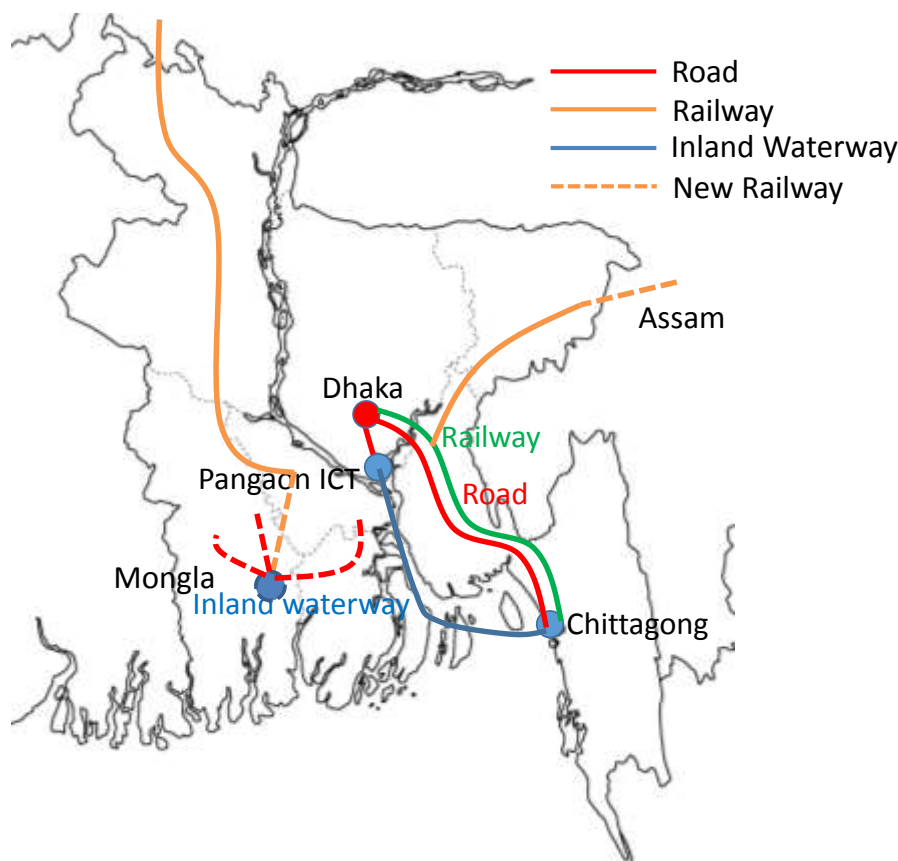 Road
Railway
Inland Waterway
New Railway
Assam
Dhaka
Railway
Pangaon ICT
Road
Mongla
Inland waterway
Chittagong